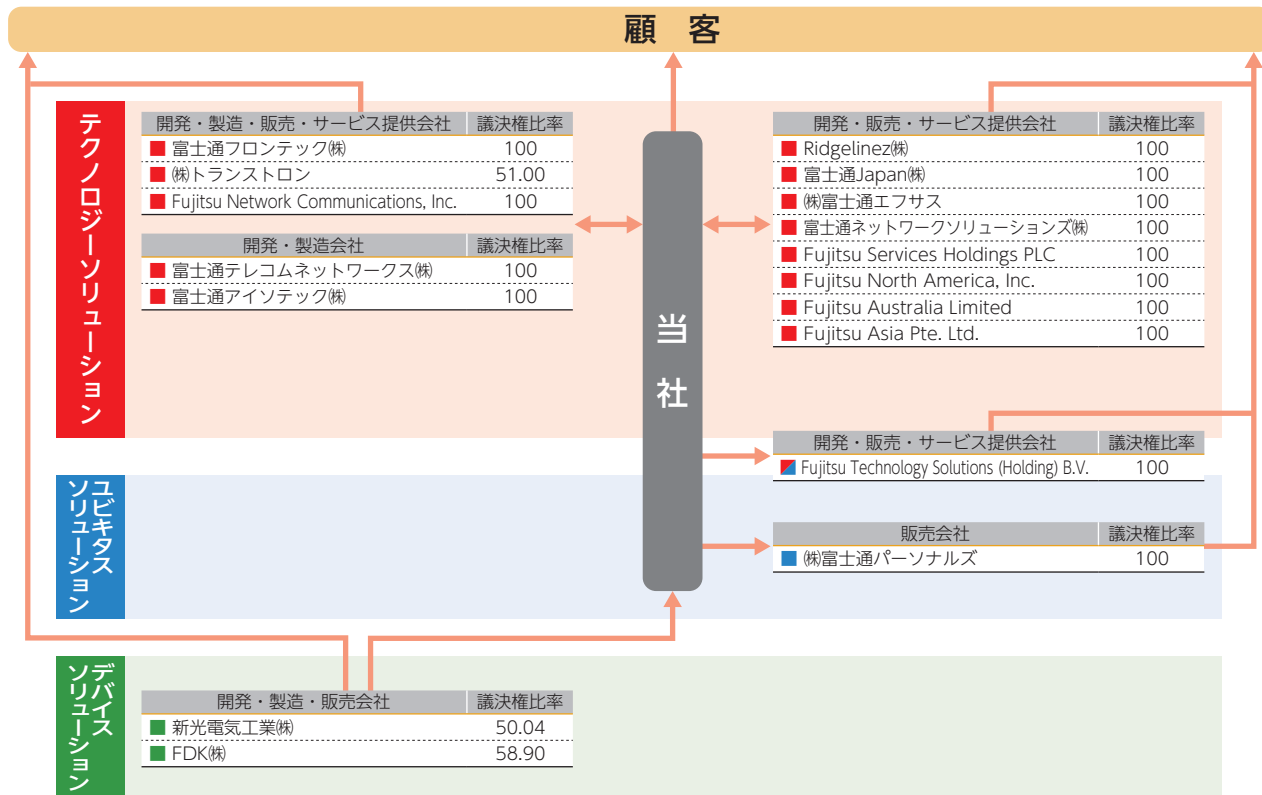 顧 客
テクノロジーソリューション
開発・製造・販売・サービス提供会社 議決権比率
富士通フロンテック㈱ 100
㈱トランストロン 51.00
Fujitsu Network Communications, Inc. 100
開発・製造会社 議決権比率
富士通テレコムネットワークス㈱ 100
富士通アイソテック㈱ 100
当社
開発・販売・サービス提供会社 議決権比率
Ridgelinez㈱ 100
富士通Japan㈱ 100
㈱富士通エフサス 100
富士通ネットワークソリューションズ㈱ 100
Fujitsu Services Holdings PLC 100
Fujitsu North America, Inc. 100
Fujitsu Australia Limited 100
Fujitsu Asia Pte. Ltd. 100
開発・販売・サービス提供会社 議決権比率
Fujitsu Technology Solutions (Holding) B.V. 100
ユビキタス
ソリューション
販売会社 議決権比率
㈱富士通パーソナルズ 100
デバイス
ソリューション
開発・製造・販売会社 議決権比率
新光電気工業㈱ 50.04
FDK㈱ 58.90